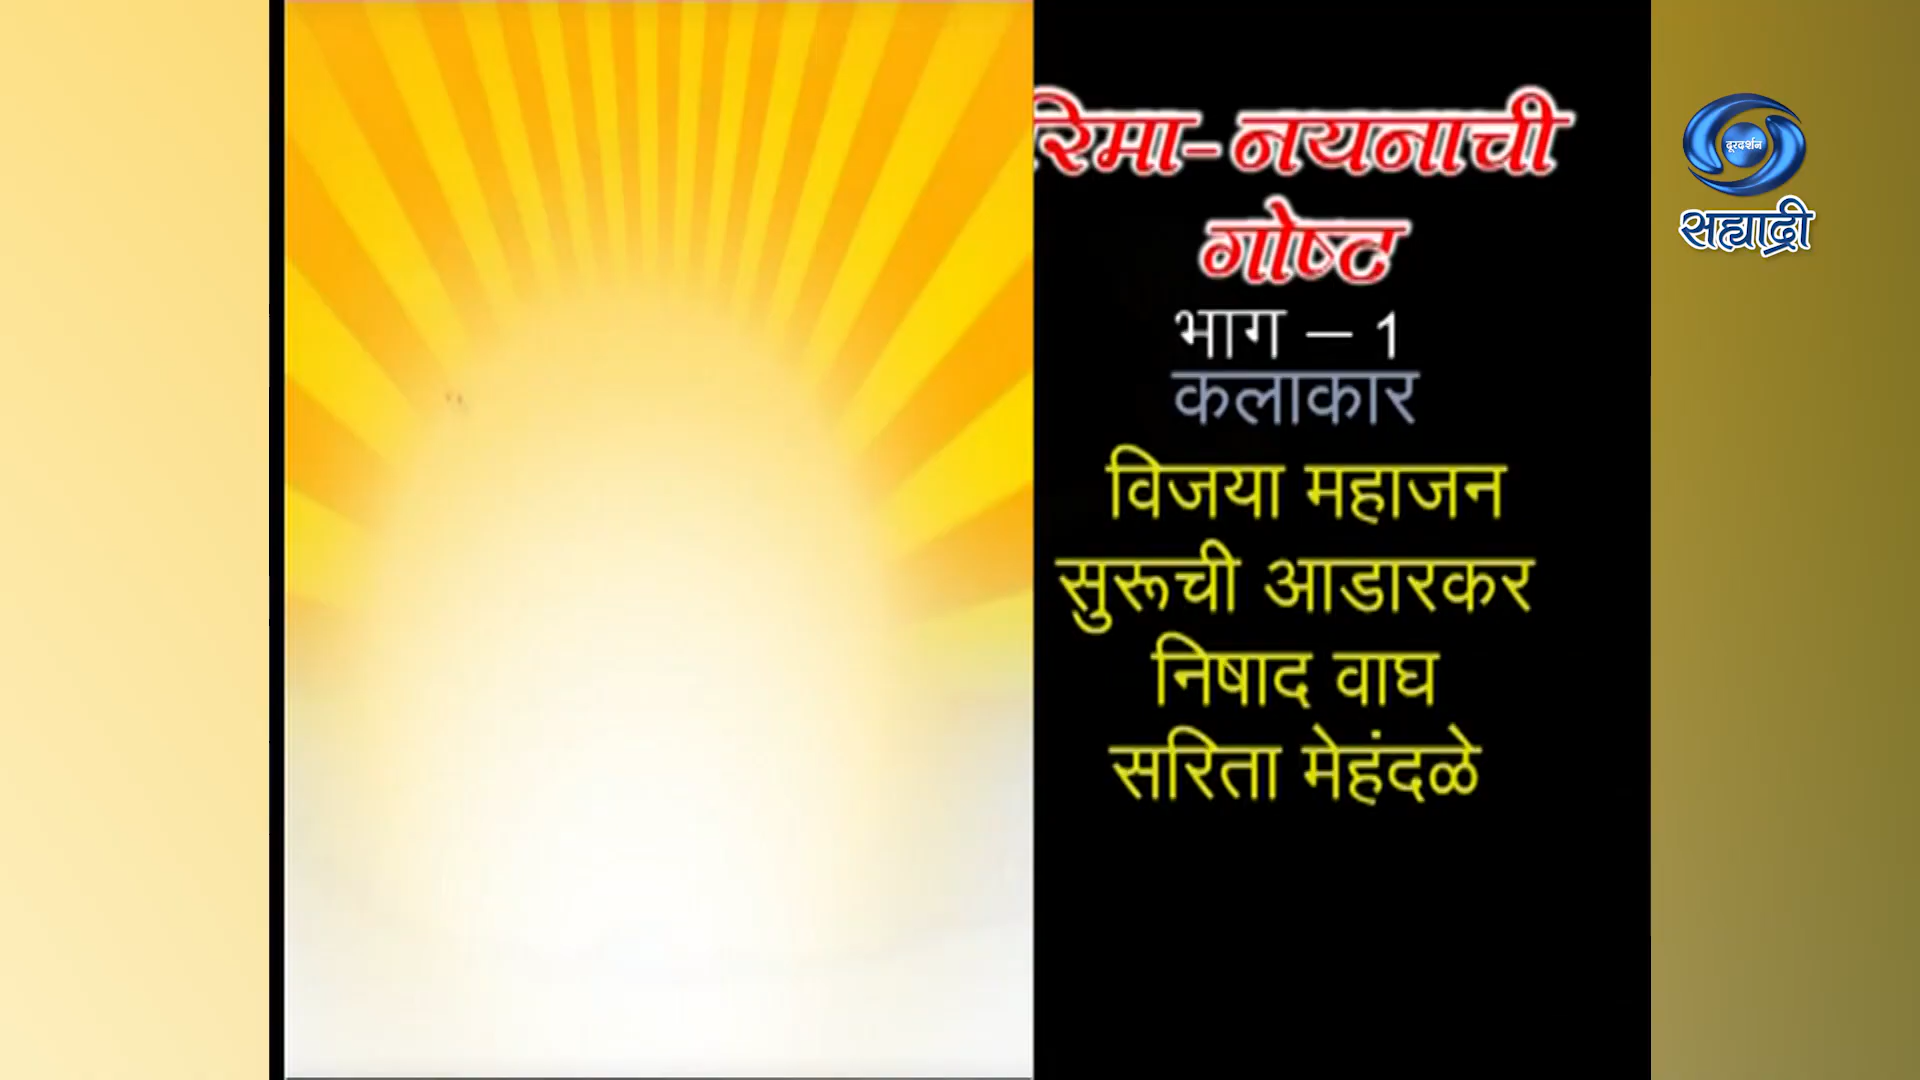 रिमा-नयनाची
गोष्ट
भाग – 1
कलाकार
विजया महाजन
सुरूची आडारकर
निषाद वाघ
सरिता मेहंदळे
दूरदर्शन
सह्याद्री